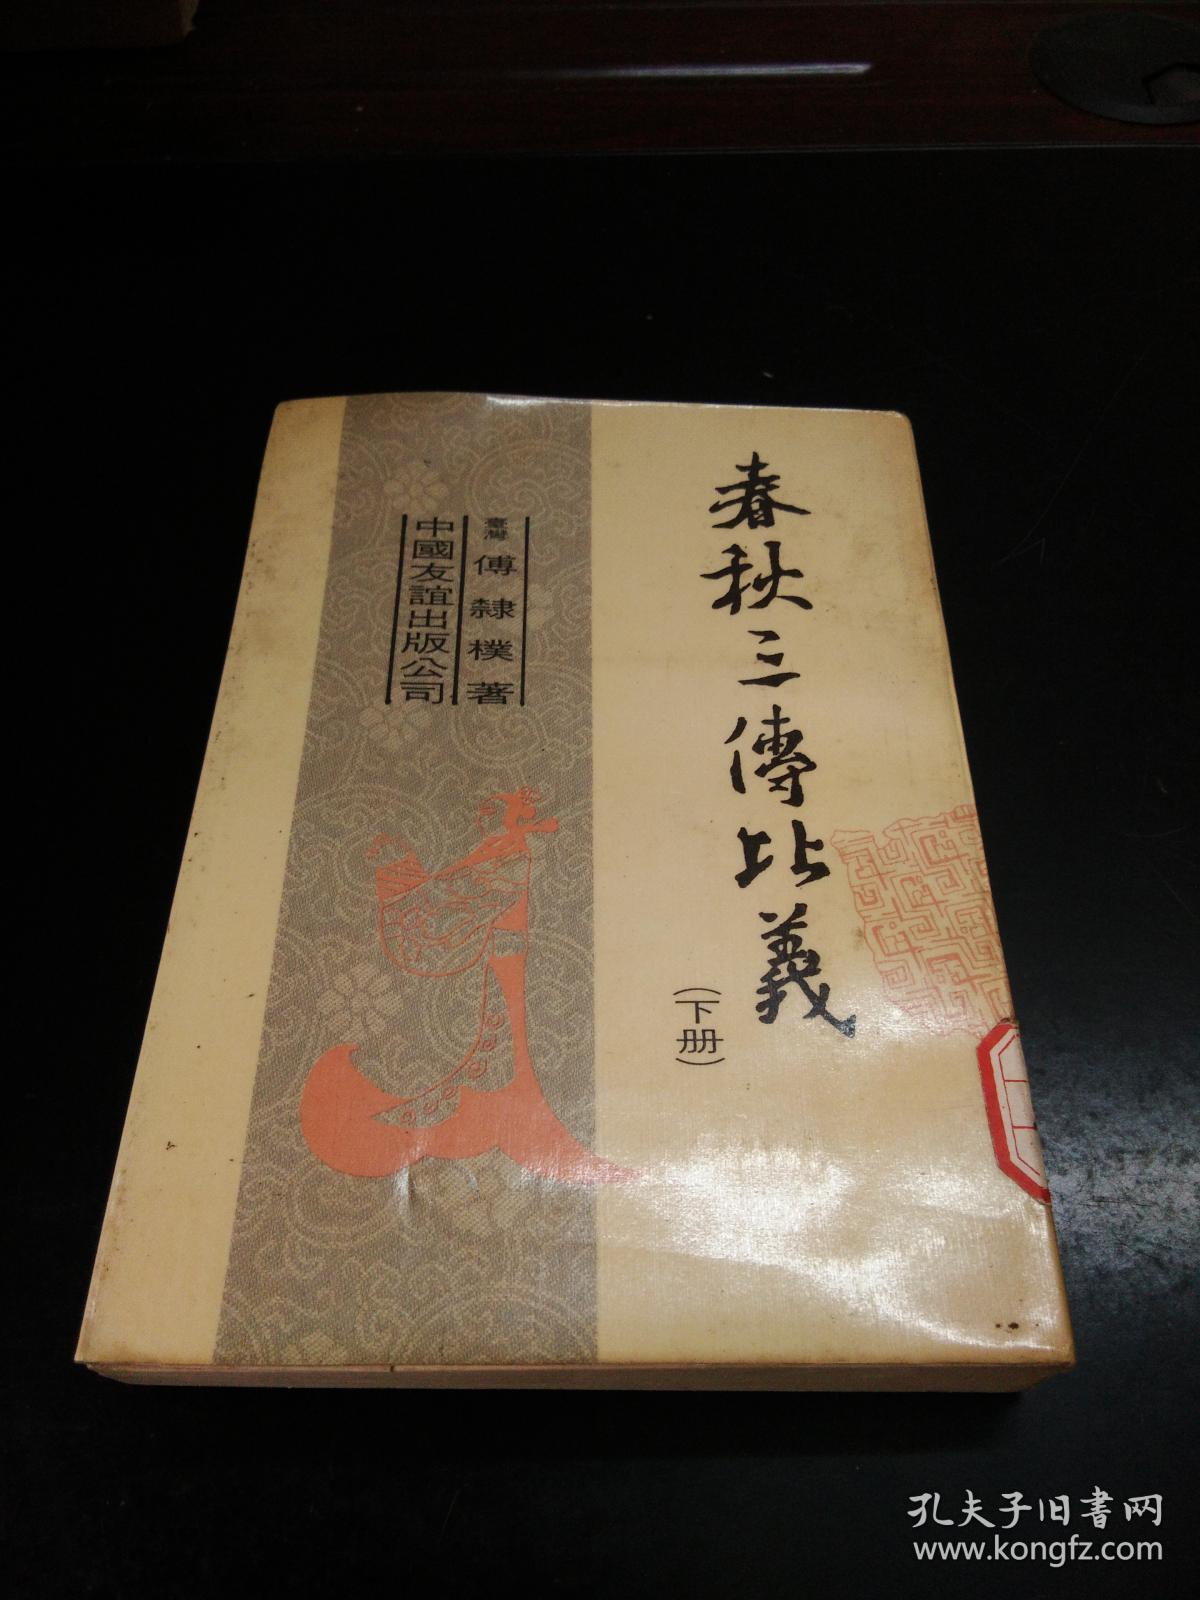 春秋三傳比義
（下册）
臺灣 傅隸樸 著
中國友誼出版公司
孔夫子旧書网
www.kongfz.com